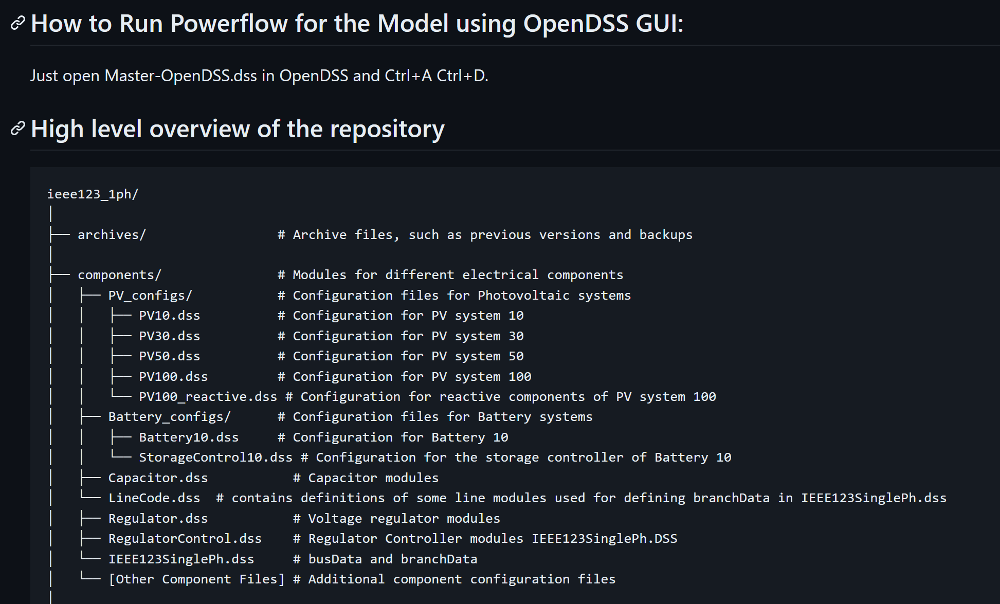 How to Run Powerflow for the Model using OpenDSS GUI:
Just open Master-OpenDSS.dss in OpenDSS and Ctrl+A Ctrl+D.
High level overview of the repository
ieee123_1ph/
│
├── archives/                 # Archive files, such as previous versions and backups
│
├── components/               # Modules for different electrical components
│   ├── PV_configs/           # Configuration files for Photovoltaic systems
│   │   ├── PV10.dss          # Configuration for PV system 10
│   │   ├── PV30.dss          # Configuration for PV system 30
│   │   ├── PV50.dss          # Configuration for PV system 50
│   │   ├── PV100.dss         # Configuration for PV system 100
│   │   └── PV100_reactive.dss # Configuration for reactive components of PV system 100
│   ├── Battery_configs/      # Configuration files for Battery systems
│   │   ├── Battery10.dss     # Configuration for Battery 10
│   │   └── StorageControl10.dss # Configuration for the storage controller of Battery 10
│   ├── Capacitor.dss           # Capacitor modules
│   └── LineCode.dss  # contains definitions of some line modules used for defining branchData in IEEE123SinglePh.dss
│   ├── Regulator.dss           # Voltage regulator modules
│   ├── RegulatorControl.dss    # Regulator Controller modules IEEE123SinglePh.DSS
│   └── IEEE123SinglePh.dss     # busData and branchData
│   └── [Other Component Files] # Additional component configuration files
│